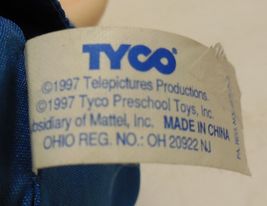 TYCO®
©1997 Telepictures Productions.
©1997 Tyco Preschool Toys, Inc.
bsidiary of Mattel, Inc. MADE IN CHINA
OHIO REG. NO.: OH 20922 NJ